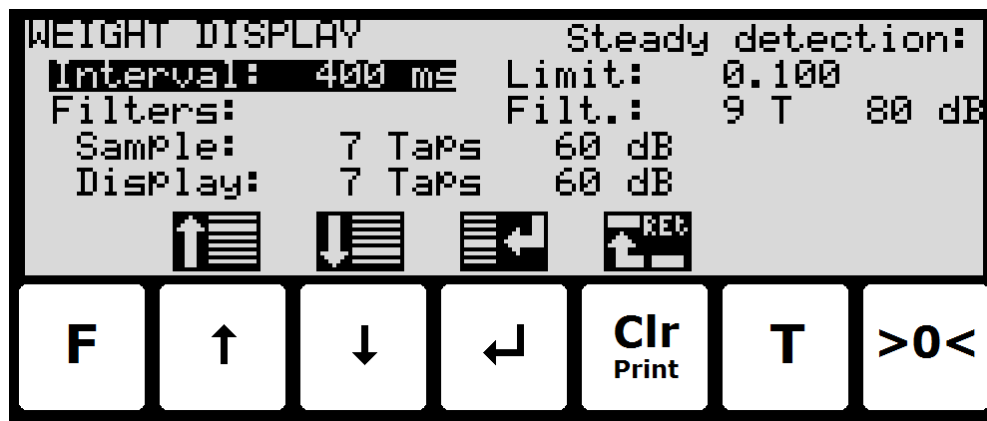 WEIGHT DISPLAY Steady detection:
Interval: 400 ms Limit: 0.100
Filters: Filt.: 9 T 80 dB
Sample: 7 Taps 60 dB
Display: 7 Taps 60 dB
RET
F ↑ ↓ ↵ Clr T >0<
Print